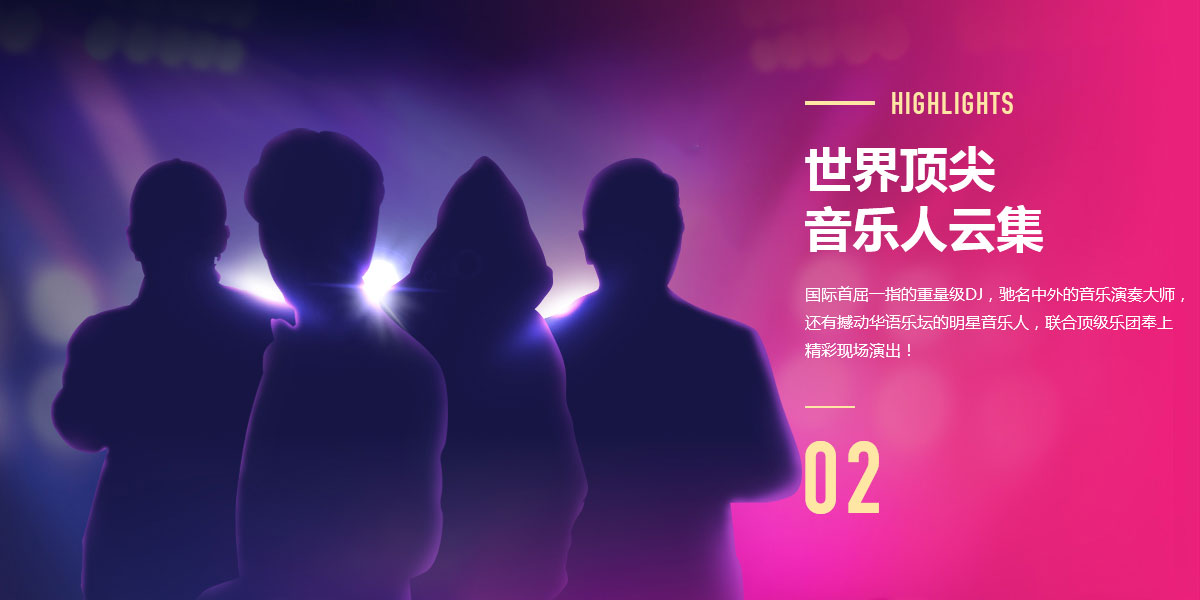 HIGHLIGHTS
世界顶尖
音乐人云集
国际首屈一指的重量级DJ，驰名中外的音乐演奏大师，
还有撼动华语乐坛的明星音乐人，联合顶级乐团奉上
精彩现场演出！
02